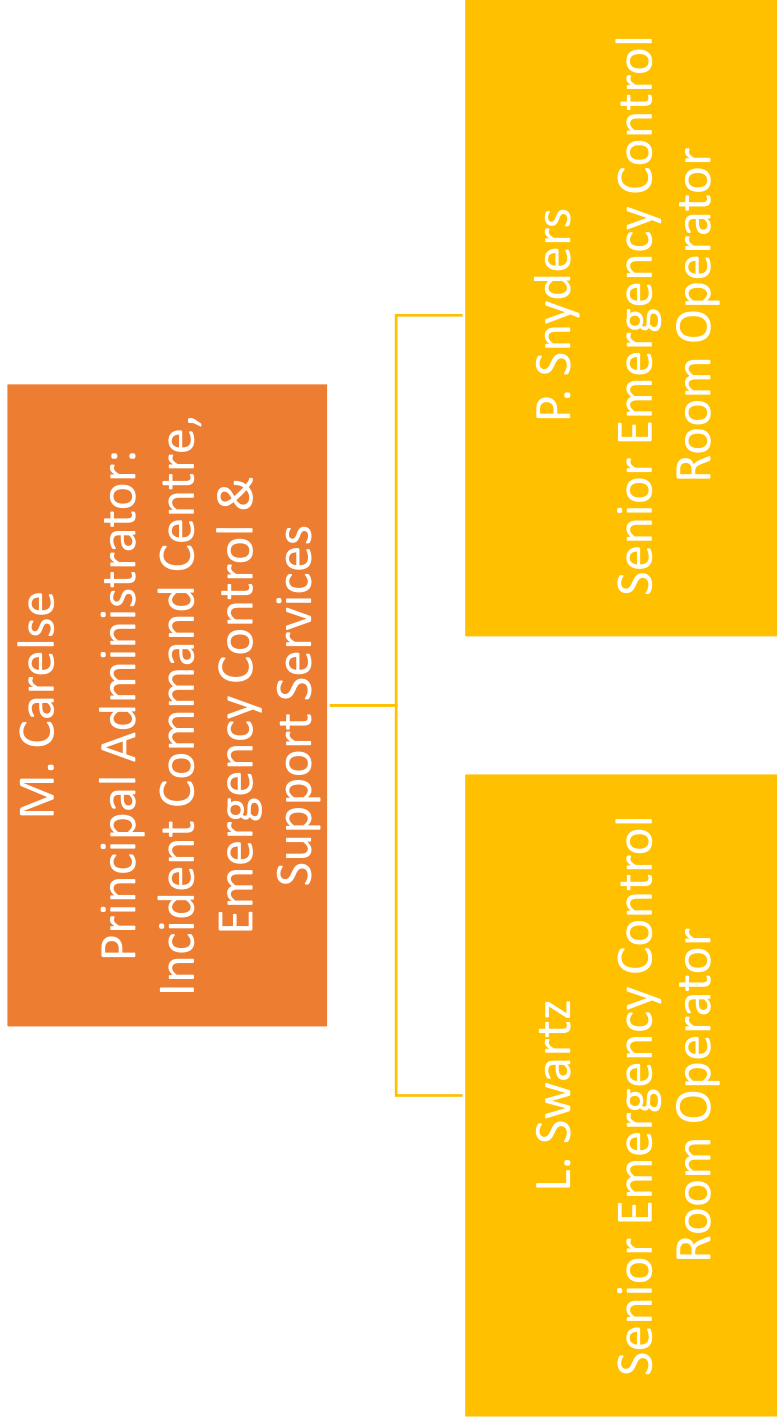 M. Carelse
Principal Administrator:
Incident Command Centre,
Emergency Control &
Support Services
L. Swartz
Senior Emergency Control
Room Operator
P. Snyders
Senior Emergency Control
Room Operator